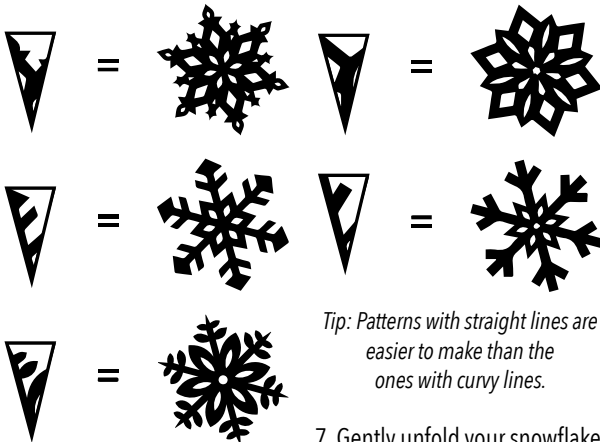 =
=
=
=
Tip: Patterns with straight lines are
easier to make than the
ones with curvy lines.
=
7. Gently unfold your snowflake